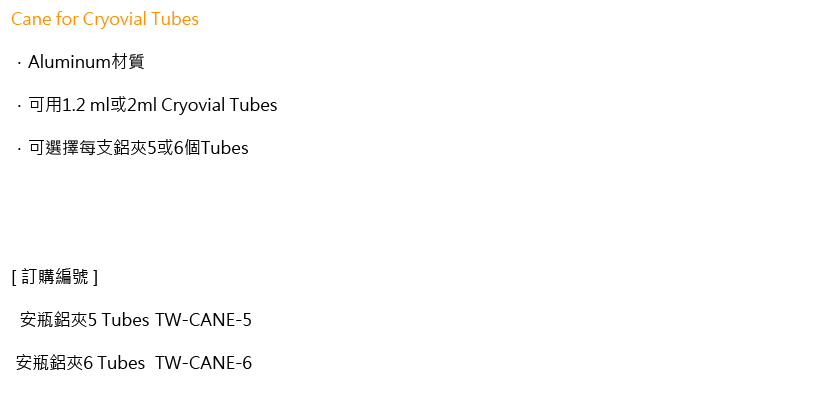 Cane for Cryovial Tubes
．Aluminum材質
．可用1.2 ml或2ml Cryovial Tubes
．可選擇每支鋁夾5或6個Tubes
[ 訂購編號 ]
安瓶鋁夾5 Tubes TW-CANE-5
安瓶鋁夾6 Tubes  TW-CANE-6